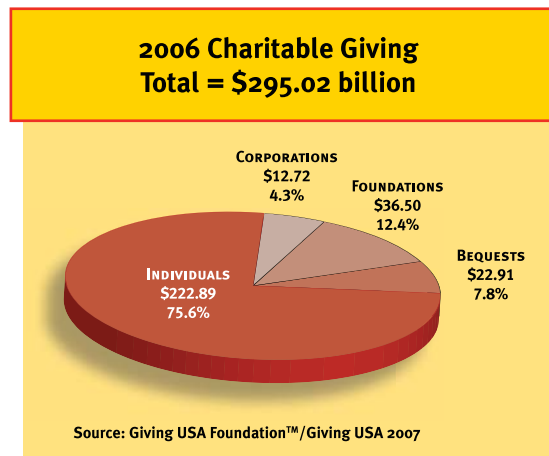 2006 Charitable Giving
Total = $295.02 billion
Corporations
$12.72
4.3%
Foundations
$36.50
12.4%
Bequests
$22.91
7.8%
Individuals
$222.89
75.6%
Source: Giving USA Foundation™/Giving USA 2007